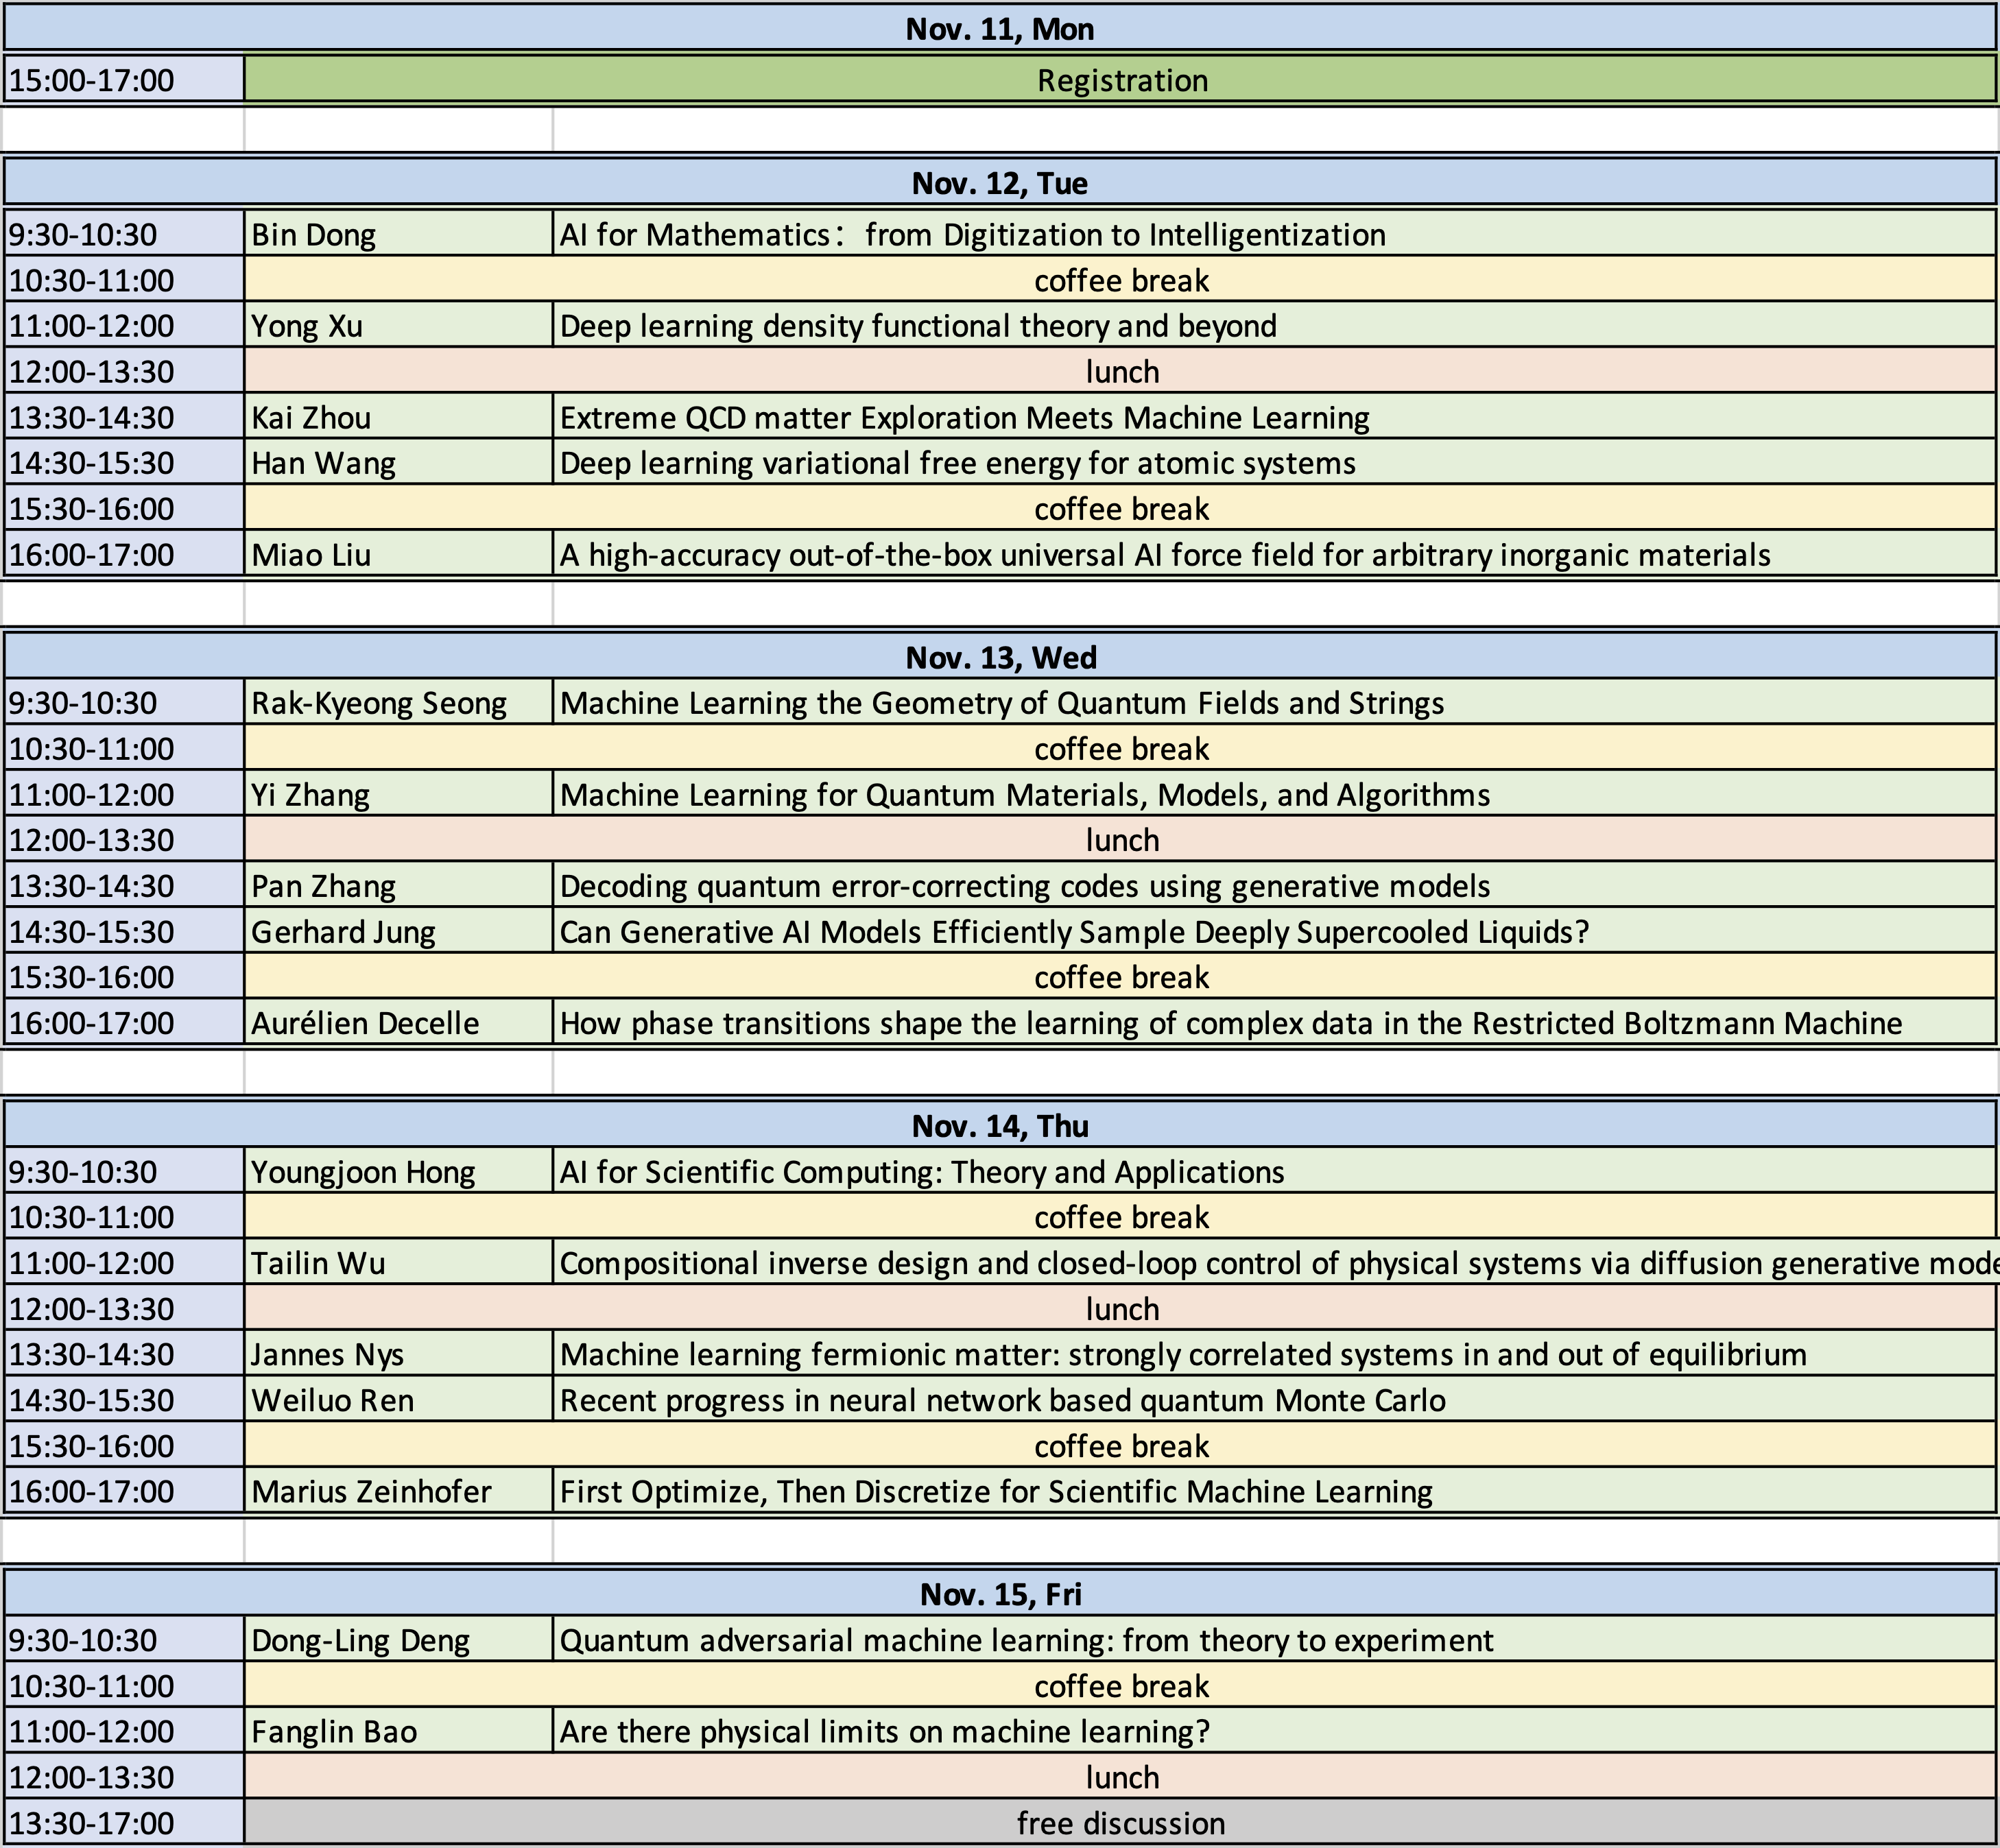 Nov. 11, Mon
15:00-17:00 Registration
Nov. 12, Tue
9:30-10:30 Bin Dong AI for Mathematics：from Digitization to Intelligentization
10:30-11:00 coffee break
11:00-12:00 Yong Xu Deep learning density functional theory and beyond
12:00-13:30 lunch
13:30-14:30 Kai Zhou Extreme QCD matter Exploration Meets Machine Learning
14:30-15:30 Han Wang Deep learning variational free energy for atomic systems
15:30-16:00 coffee break
16:00-17:00 Miao Liu A high-accuracy out-of-the-box universal AI force field for arbitrary inorganic materials
Nov. 13, Wed
9:30-10:30 Rak-Kyeong Seong Machine Learning the Geometry of Quantum Fields and Strings
10:30-11:00 coffee break
11:00-12:00 Yi Zhang Machine Learning for Quantum Materials, Models, and Algorithms
12:00-13:30 lunch
13:30-14:30 Pan Zhang Decoding quantum error-correcting codes using generative models
14:30-15:30 Gerhard Jung Can Generative AI Models Efficiently Sample Deeply Supercooled Liquids?
15:30-16:00 coffee break
16:00-17:00 Aurélien Decelle How phase transitions shape the learning of complex data in the Restricted Boltzmann Machine
Nov. 14, Thu
9:30-10:30 Youngjoon Hong AI for Scientific Computing: Theory and Applications
10:30-11:00 coffee break
11:00-12:00 Tailin Wu Compositional inverse design and closed-loop control of physical systems via diffusion generative mode
12:00-13:30 lunch
13:30-14:30 Jannes Nys Machine learning fermionic matter: strongly correlated systems in and out of equilibrium
14:30-15:30 Weiluo Ren Recent progress in neural network based quantum Monte Carlo
15:30-16:00 coffee break
16:00-17:00 Marius Zeinhofer First Optimize, Then Discretize for Scientific Machine Learning
Nov. 15, Fri
9:30-10:30 Dong-Ling Deng Quantum adversarial machine learning: from theory to experiment
10:30-11:00 coffee break
11:00-12:00 Fanglin Bao Are there physical limits on machine learning?
12:00-13:30 lunch
13:30-17:00 free discussion